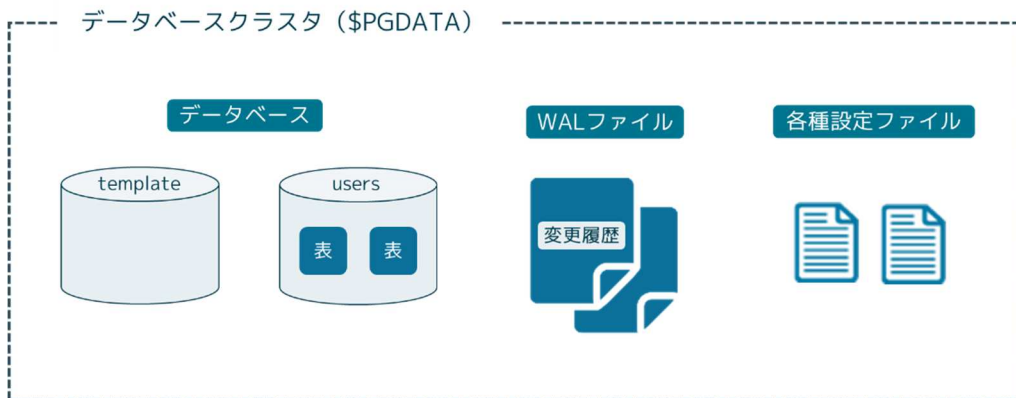 データベースクラスタ（$PGDATA）
データベース
WALファイル
各種設定ファイル
template
users
表
表
変更履歴